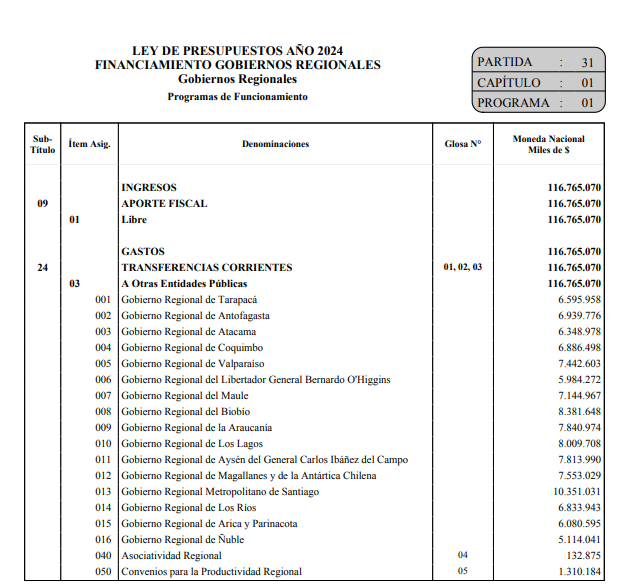 LEY DE PRESUPUESTOS AÑO 2024
FINANCIAMIENTO GOBIERNOS REGIONALES
Gobiernos Regionales
Programas de Funcionamiento
PARTIDA : 31
CAPÍTULO : 01
PROGRAMA : 01
Sub-Título Ítem Asig. Denominaciones Glosa N° Moneda Nacional Miles de $
INGRESOS 116.765.070
09 APORTE FISCAL 116.765.070
01 Libre 116.765.070
GASTOS 116.765.070
24 TRANSFERENCIAS CORRIENTES 01, 02, 03 116.765.070
03 A Otras Entidades Públicas 116.765.070
001 Gobierno Regional de Tarapacá 6.595.958
002 Gobierno Regional de Antofagasta 6.939.776
003 Gobierno Regional de Atacama 6.348.978
004 Gobierno Regional de Coquimbo 6.886.498
005 Gobierno Regional de Valparaíso 7.442.603
006 Gobierno Regional del Libertador General Bernardo O'Higgins 5.984.272
007 Gobierno Regional del Maule 7.144.967
008 Gobierno Regional del Biobío 8.381.648
009 Gobierno Regional de la Araucanía 7.840.974
010 Gobierno Regional de Los Lagos 8.009.708
011 Gobierno Regional de Aysén del General Carlos Ibáñez del Campo 7.813.990
012 Gobierno Regional de Magallanes y de la Antártica Chilena 7.553.029
013 Gobierno Regional Metropolitano de Santiago 10.351.031
014 Gobierno Regional de Los Ríos 6.833.943
015 Gobierno Regional de Arica y Parinacota 6.080.595
016 Gobierno Regional de Ñuble 5.114.041
040 Asociatividad Regional 04 132.875
050 Convenios para la Productividad Regional 05 1.310.184